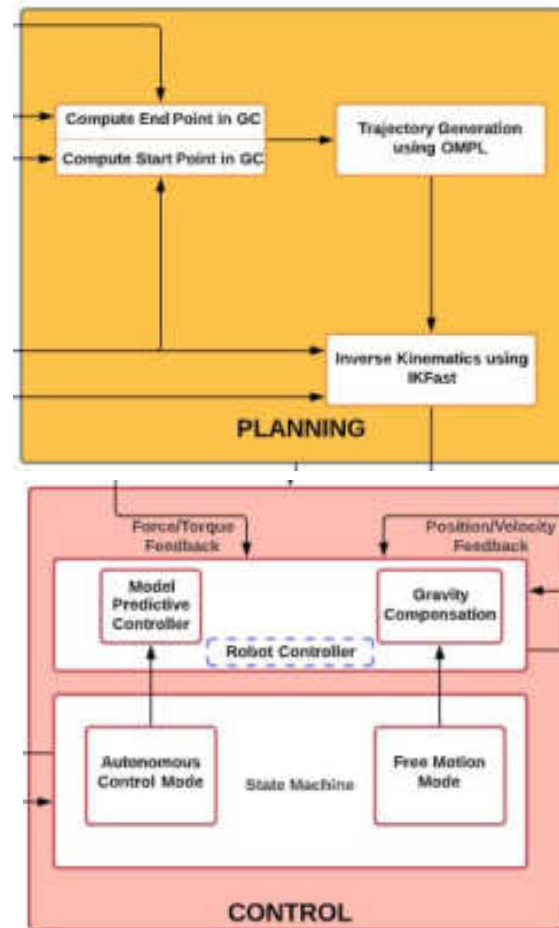 Compute End Point in GC
Compute Start Point in GC
Trajectory Generation
using OMPL
Inverse Kinematics using
IKFast
PLANNING
Force/Torque
Feedback
Position/Velocity
Feedback
Model
Predictive
Controller
Gravity
Compensation
Robot Controller
Autonomous
Control Mode
State Machine
Free Motion
Mode
CONTROL